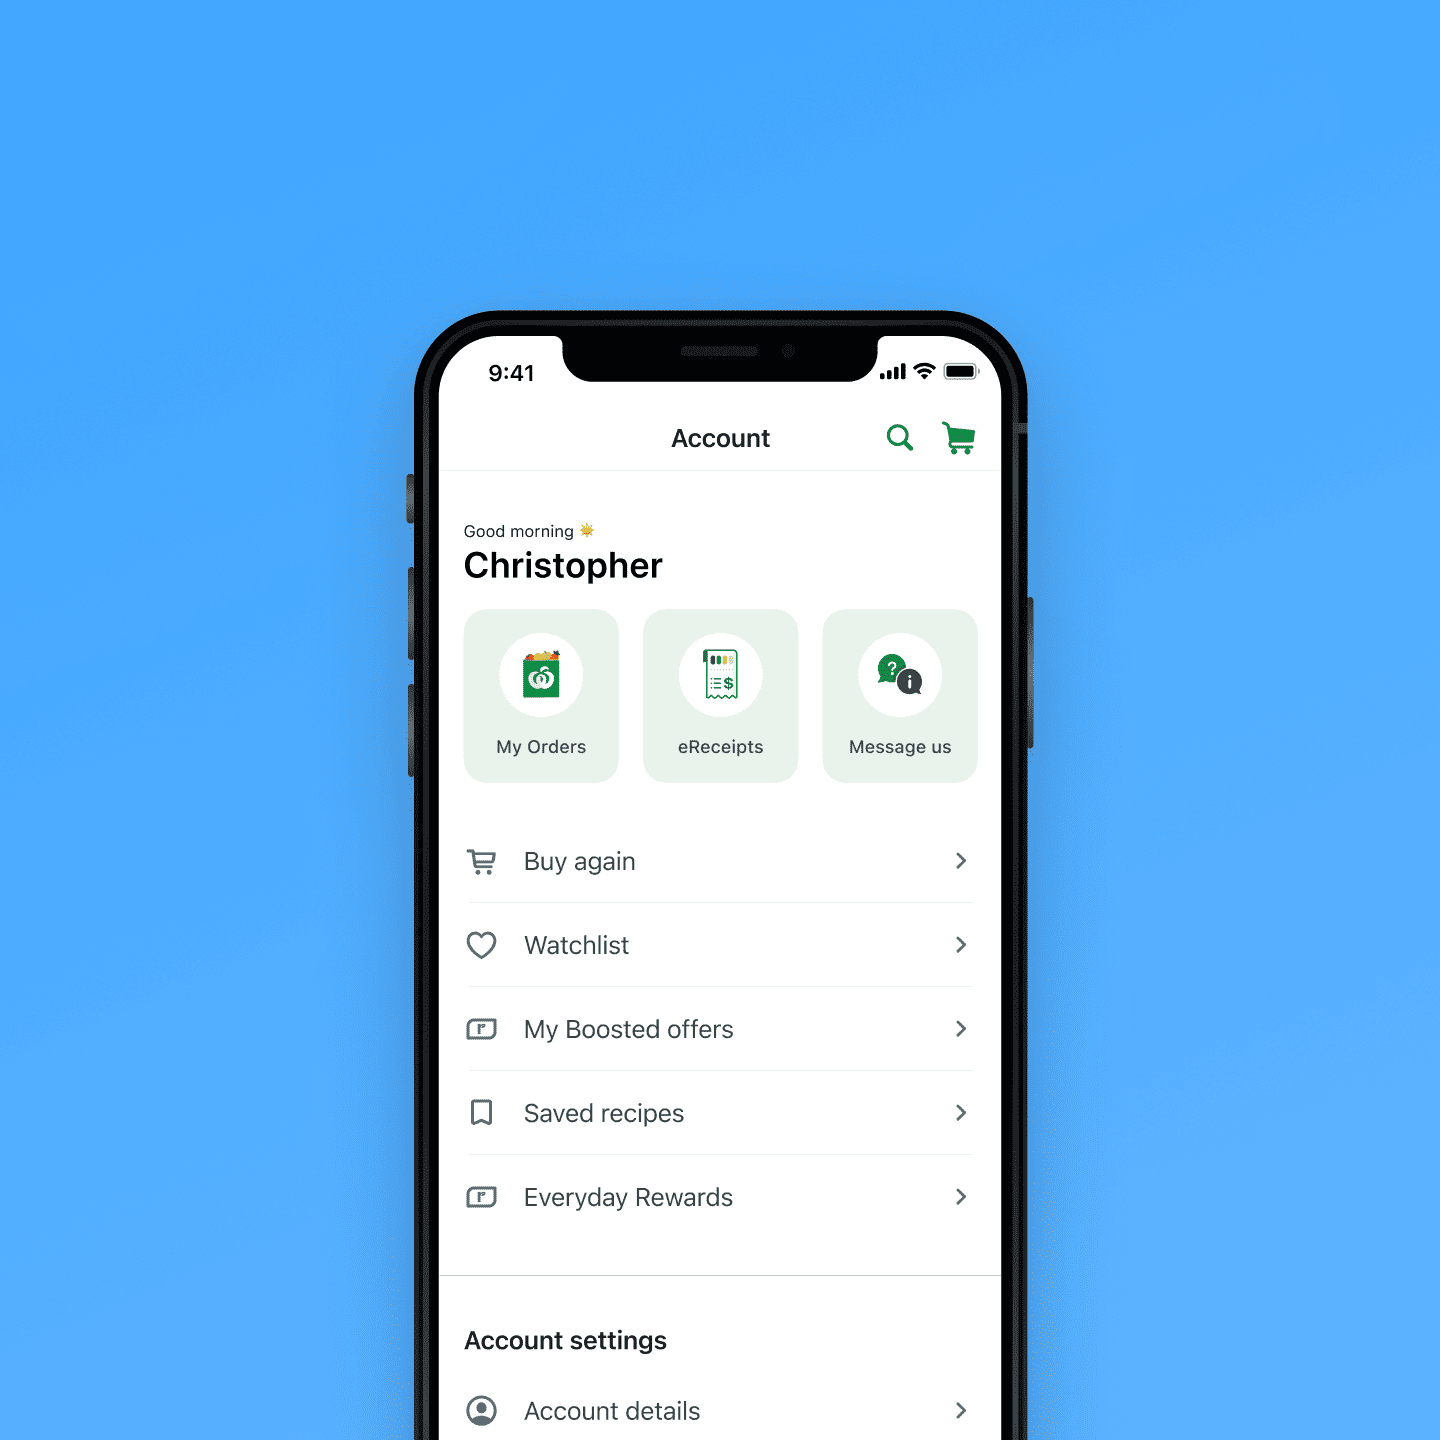 9:41
Account
Good morning
Christopher
My Orders
eReceipts
Message us
Buy again
Watchlist
My Boosted offers
Saved recipes
Everyday Rewards
Account settings
Account details